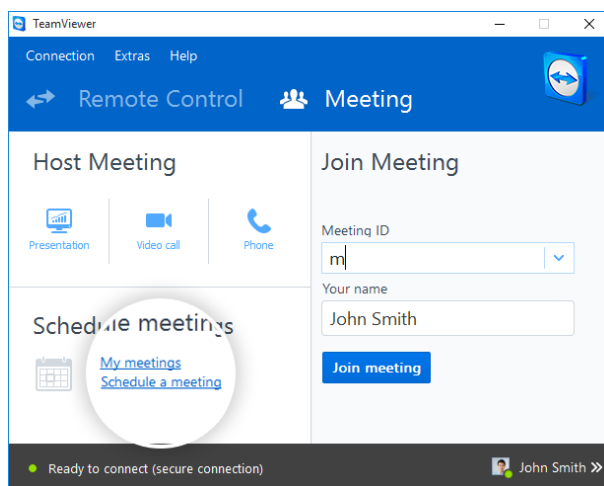 TeamViewer
Connection Extras Help
Remote Control Meeting
Host Meeting
Presentation Video call Phone
Schedule meetings
My meetings
Schedule a meeting
Join Meeting
Meeting ID
m
Your name
John Smith
Join meeting
Ready to connect (secure connection)
John Smith